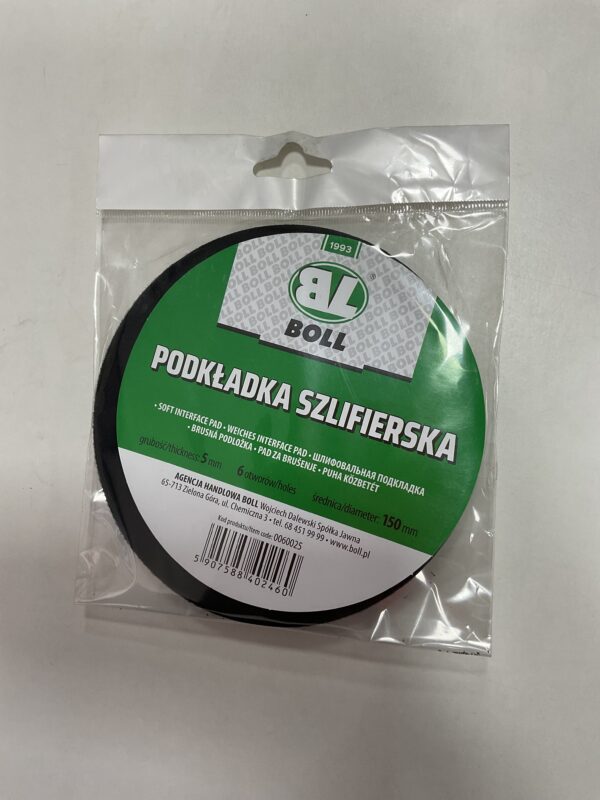 1993
BL ®
BOLL
PODKŁADKA SZLIFIERSKA
• SOFT INTERFACE PAD • WEICHES INTERFACE PAD • ШЛИФОВАЛЬНАЯ ПОДКЛАДКА
• BRUSNÁ PODLOŽKA • PAD ZA BRUŠENJE • PUHA KÖZBETÉT
grubość/thickness: 5 mm 6 otworów/holes średnica/diameter: 150 mm
AGENCJA HANDLOWA BOLL Wojciech Dalewski Spółka Jawna
65-713 Zielona Góra, ul. Chemiczna 3 • tel. 68 451 99 99 • www.boll.pl
Kod produktu/Item code: 0060025
5 907588 402460